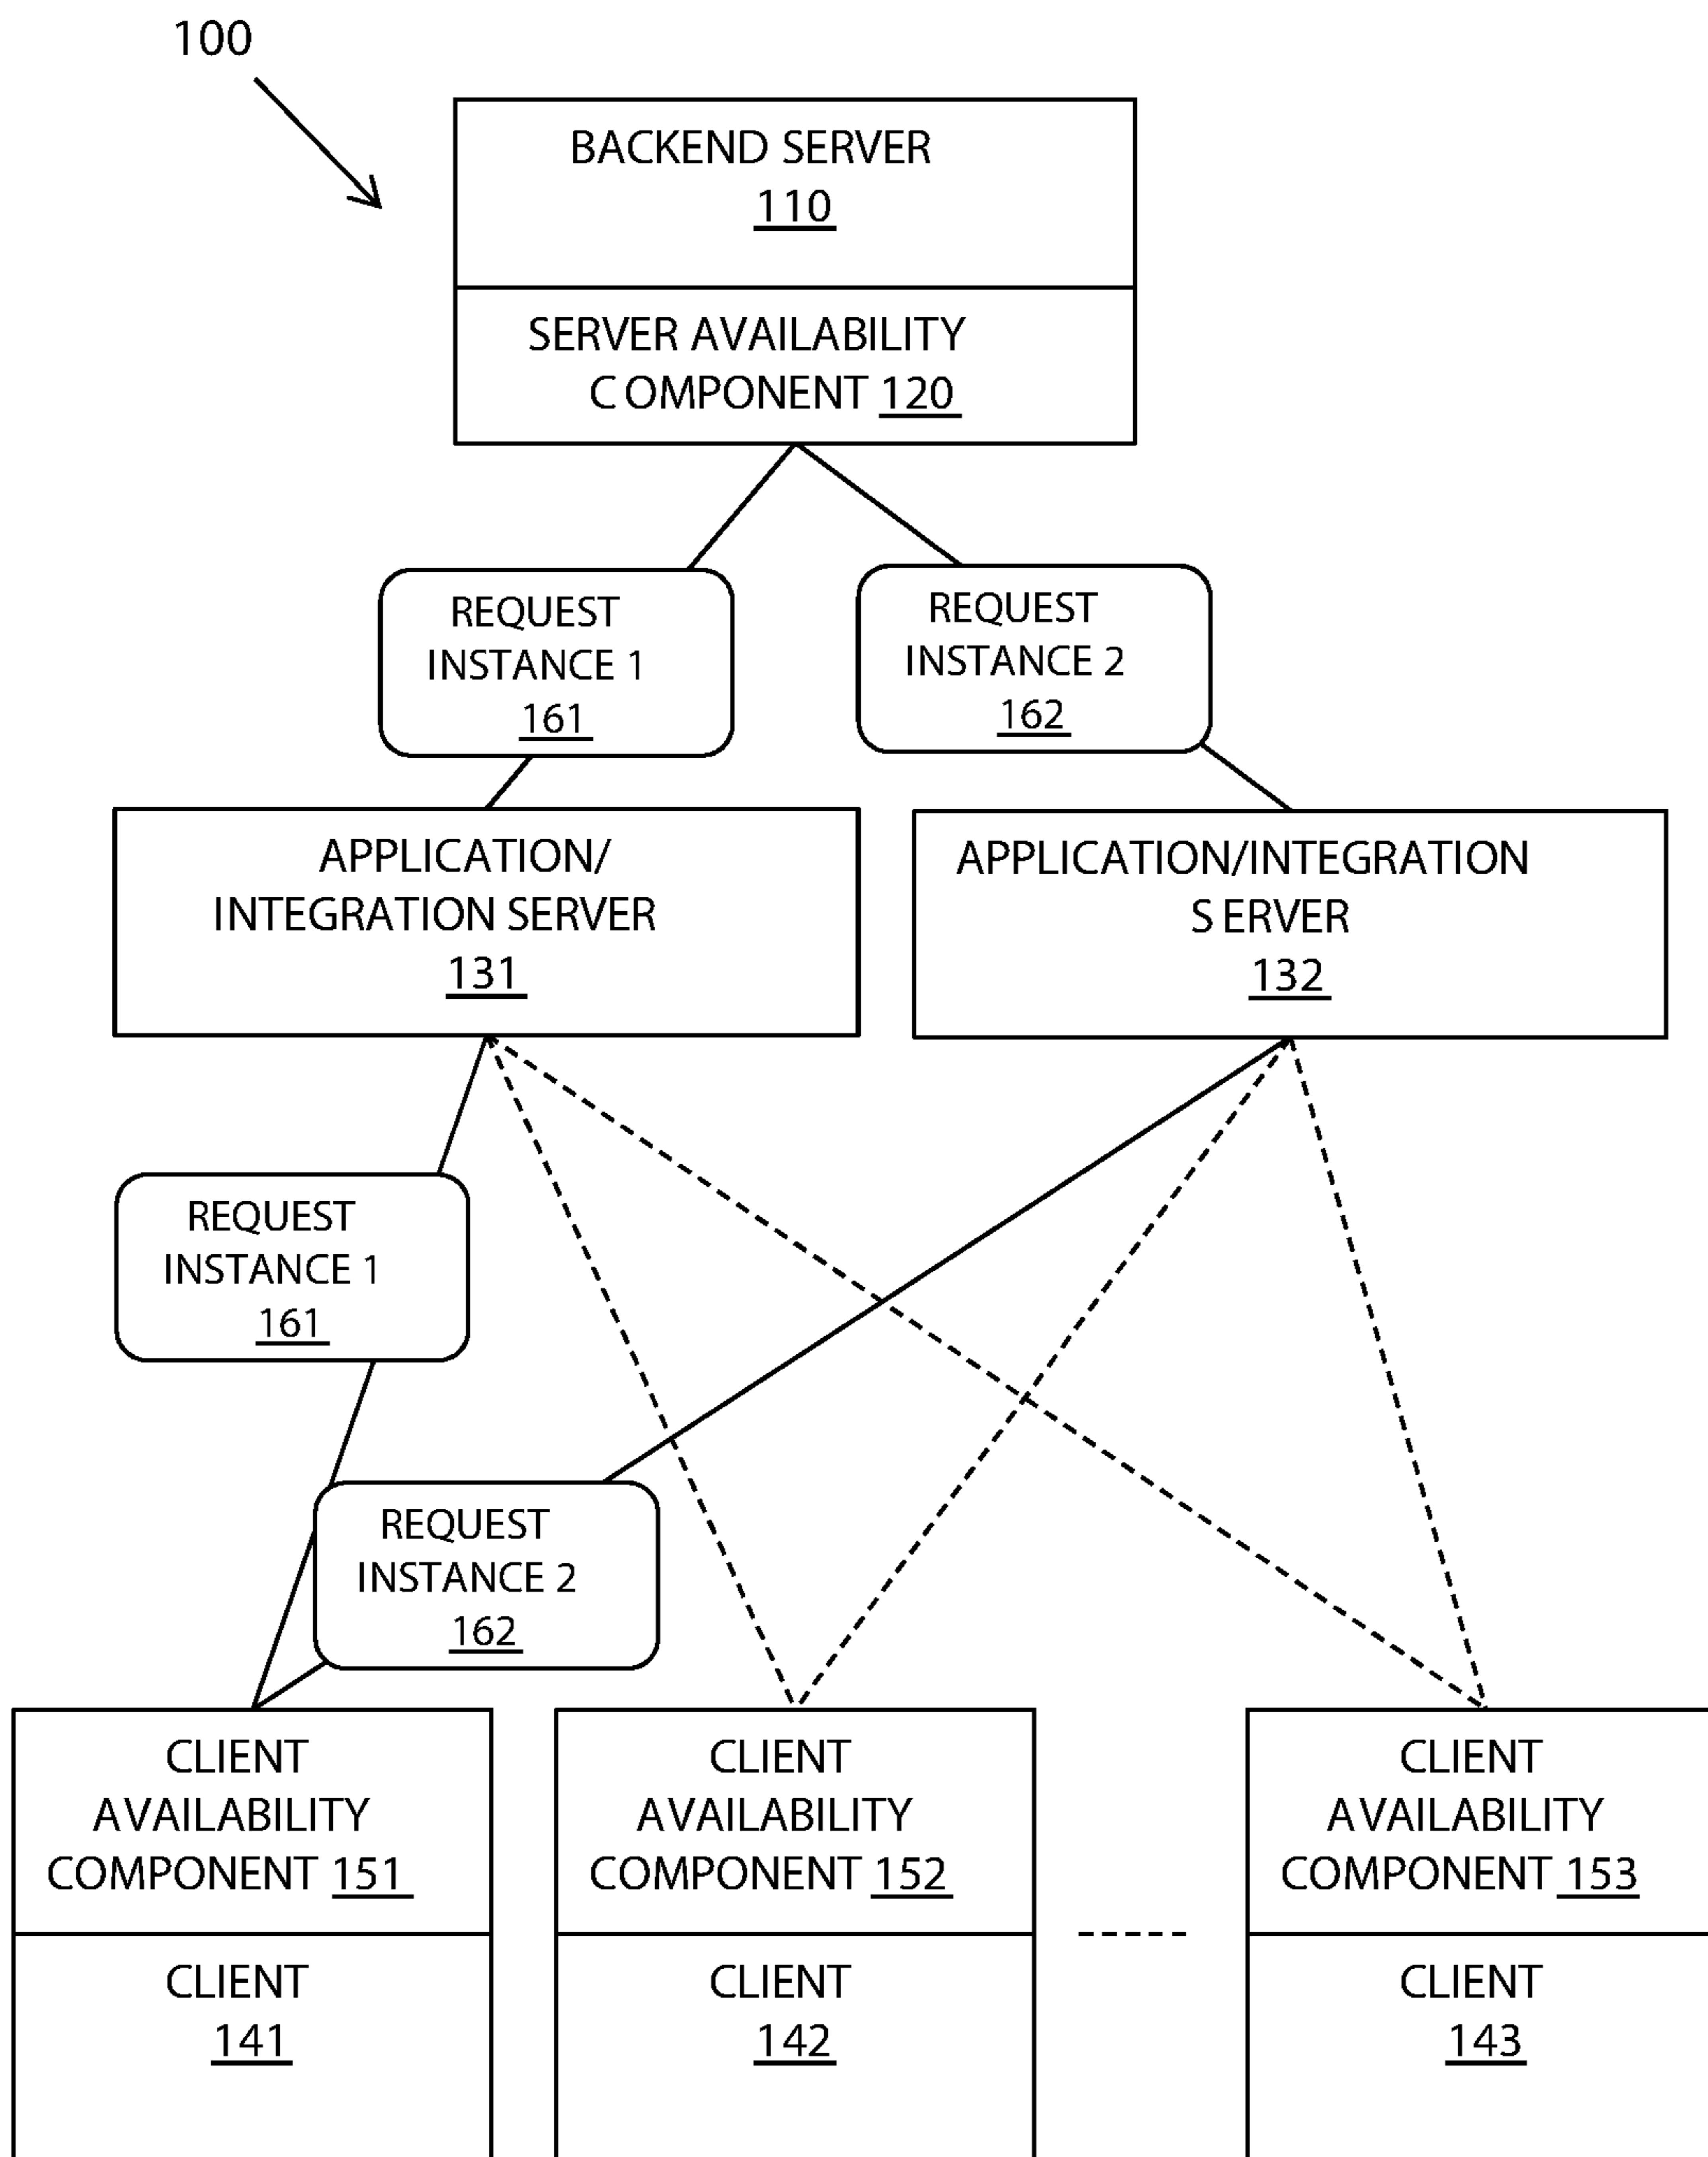 100
BACKEND SERVER
110
SERVER AVAILABILITY
COMPONENT 120
REQUEST
INSTANCE 1
161
REQUEST
INSTANCE 2
162
APPLICATION/
INTEGRATION SERVER
131
APPLICATION/INTEGRATION
SERVER
132
REQUEST
INSTANCE 1
161
REQUEST
INSTANCE 2
162
CLIENT
AVAILABILITY
COMPONENT 151
CLIENT
141
CLIENT
AVAILABILITY
COMPONENT 152
CLIENT
142
CLIENT
AVAILABILITY
COMPONENT 153
CLIENT
143